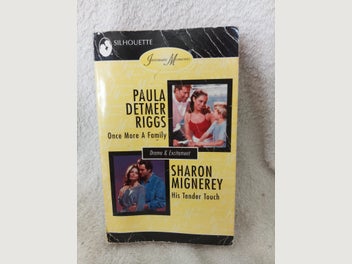 SILHOUETTE
Intimate Moments
PAULA
DETMER
RIGGS
Once More A Family
Drama & Excitement
SHARON
MIGNEREY
His Tender Touch